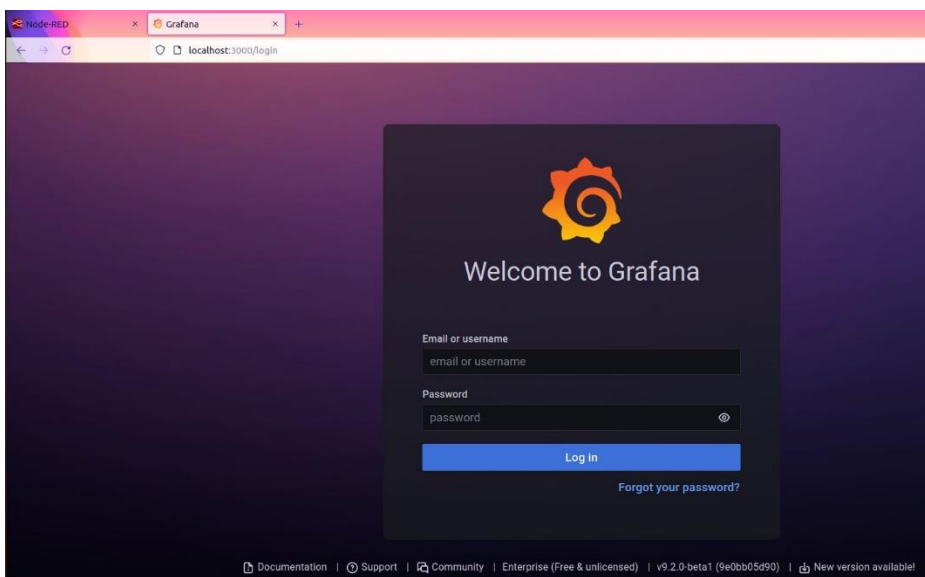 Node-RED × Grafana × +
localhost:3000/login
Welcome to Grafana
Email or username
email or username
Password
password
Log in
Forgot your password?
Documentation | Support | Community | Enterprise (Free & unlicensed) | v9.2.0-beta1 (9e0bb05d90) | New version available!